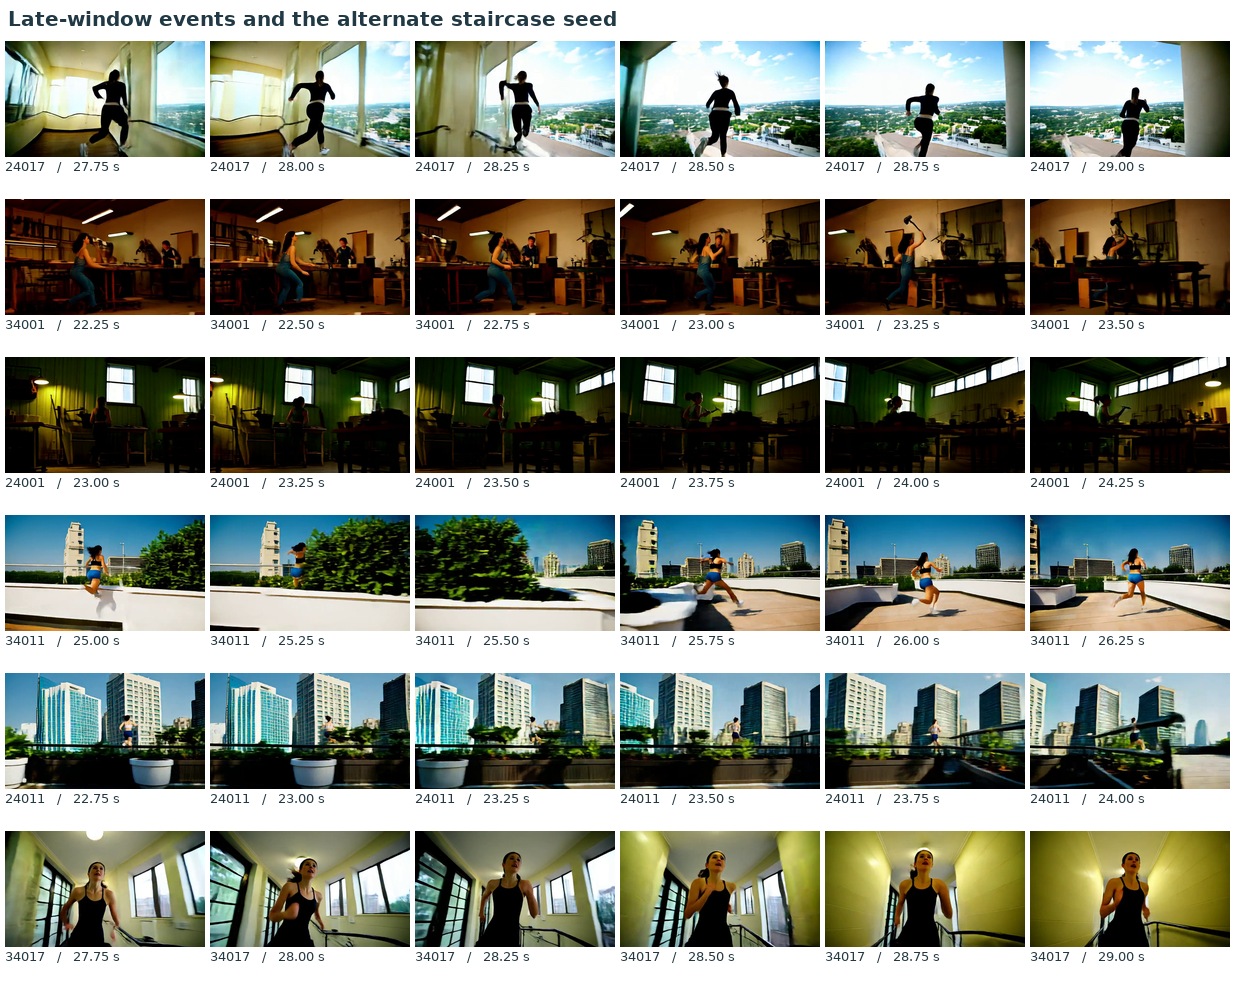 Late-window events and the alternate staircase seed
24017 / 27.75 s 24017 / 28.00 s 24017 / 28.25 s 24017 / 28.50 s 24017 / 28.75 s 24017 / 29.00 s
34001 / 22.25 s 34001 / 22.50 s 34001 / 22.75 s 34001 / 23.00 s 34001 / 23.25 s 34001 / 23.50 s
24001 / 23.00 s 24001 / 23.25 s 24001 / 23.50 s 24001 / 23.75 s 24001 / 24.00 s 24001 / 24.25 s
34011 / 25.00 s 34011 / 25.25 s 34011 / 25.50 s 34011 / 25.75 s 34011 / 26.00 s 34011 / 26.25 s
24011 / 22.75 s 24011 / 23.00 s 24011 / 23.25 s 24011 / 23.50 s 24011 / 23.75 s 24011 / 24.00 s
34017 / 27.75 s 34017 / 28.00 s 34017 / 28.25 s 34017 / 28.50 s 34017 / 28.75 s 34017 / 29.00 s